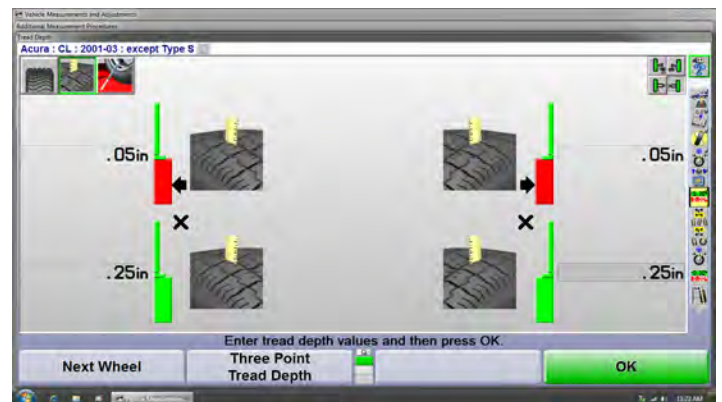 Vehicle Measurements and Adjustments
Additional Measurement Procedures
Tread Depth
Acura : CL : 2001-03 : except Type S
.05in
.05in
.25in
.25in
Enter tread depth values and then press OK.
Next Wheel
Three Point
Tread Depth
OK